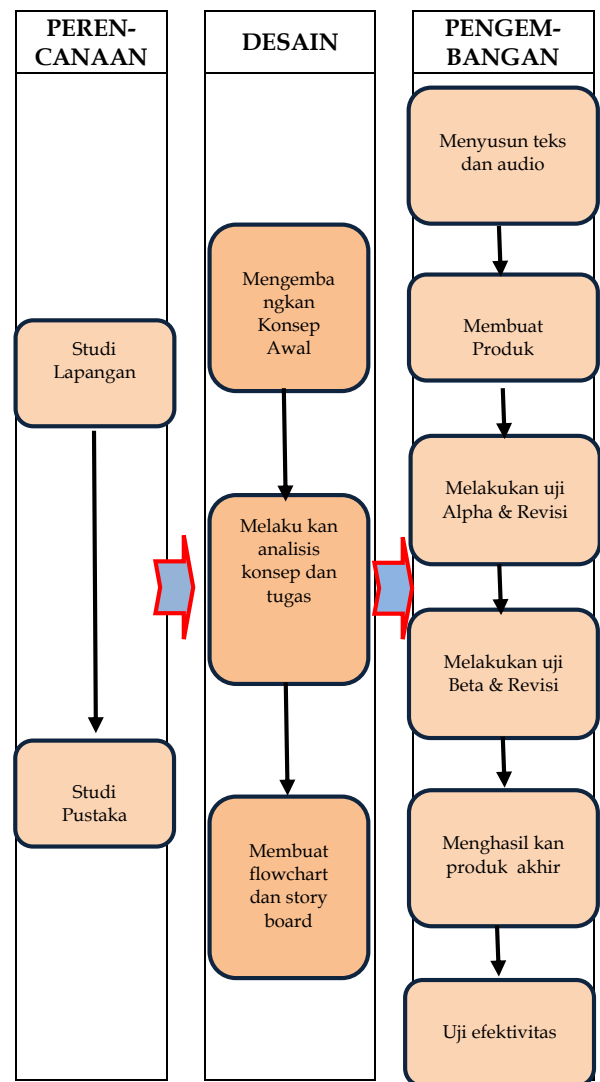 PEREN-
CANAAN
Studi
Lapangan
Studi
Pustaka
DESAIN
Mengemba
ngkan
Konsep
Awal
Melaku kan
analisis
konsep dan
tugas
Membuat
flowchart
dan story
board
PENGEM-
BANGAN
Menyusun teks
dan audio
Membuat
Produk
Melakukan uji
Alpha & Revisi
Melakukan uji
Beta & Revisi
Menghasil kan
produk akhir
Uji efektivitas